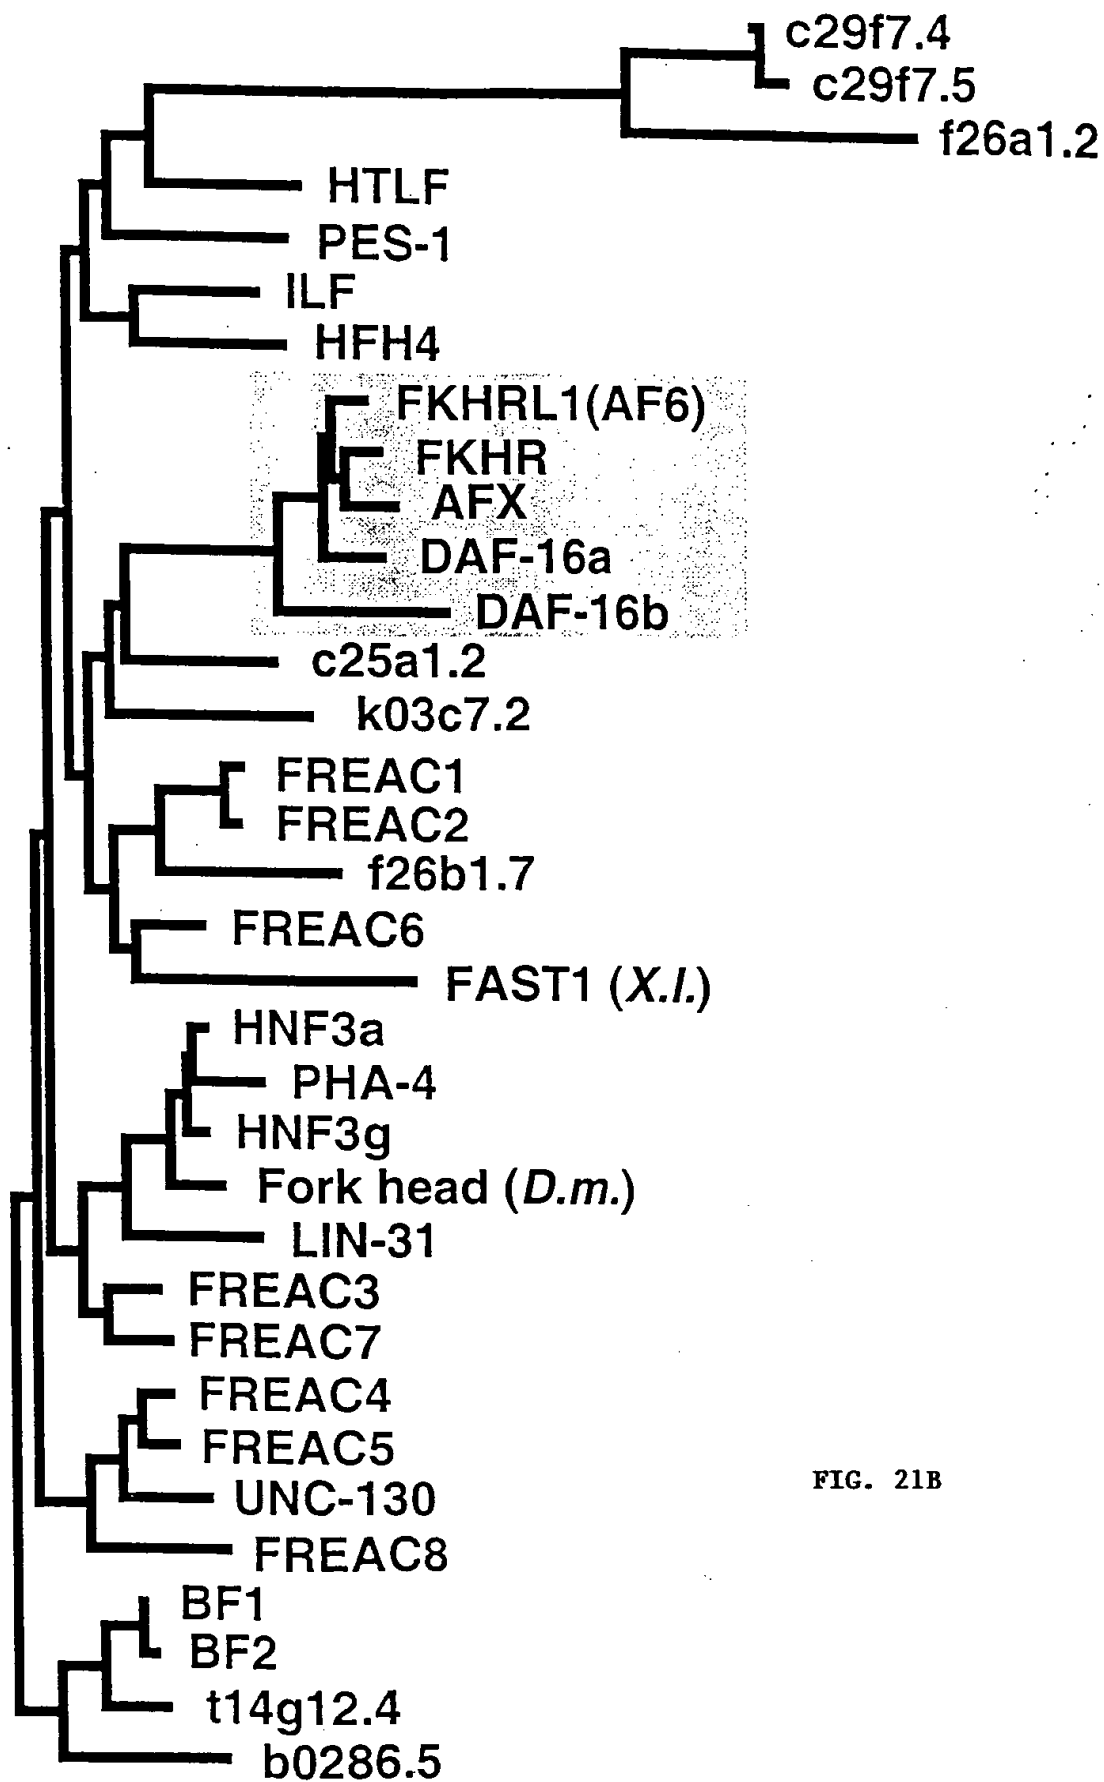 c29f7.4
c29f7.5
f26a1.2
HTLF
PES-1
ILF
HFH4
FKHRL1(AF6)
FKHR
AFX
DAF-16a
DAF-16b
c25a1.2
k03c7.2
FREAC1
FREAC2
f26b1.7
FREAC6
FAST1 (X.l.)
HNF3a
PHA-4
HNF3g
Fork head (D.m.)
LIN-31
FREAC3
FREAC7
FREAC4
FREAC5
UNC-130
FIG. 21B
FREAC8
BF1
BF2
t14g12.4
b0286.5